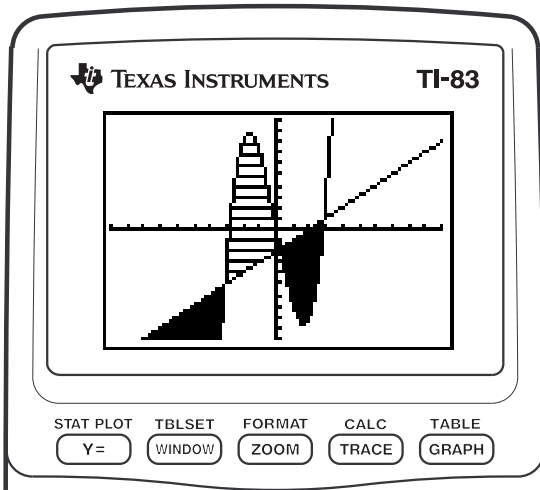 TEXAS INSTRUMENTS TI-83
STAT PLOT TBLSET FORMAT CALC TABLE
Y= WINDOW ZOOM TRACE GRAPH